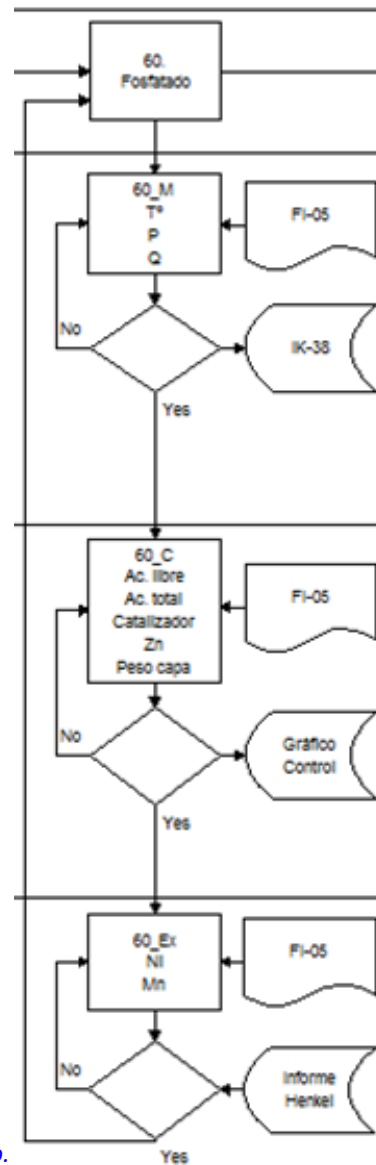 60.
Fosfatado
60_M
Tº
P
Q
FI-05
No
IK-38
Yes
60_C
Ac. libre
Ac. total
Catalizador
Zn
Peso capa
FI-05
No
Gráfico
Control
Yes
60_Ex
Ni
Mn
FI-05
No
Informe
Henkel
Yes